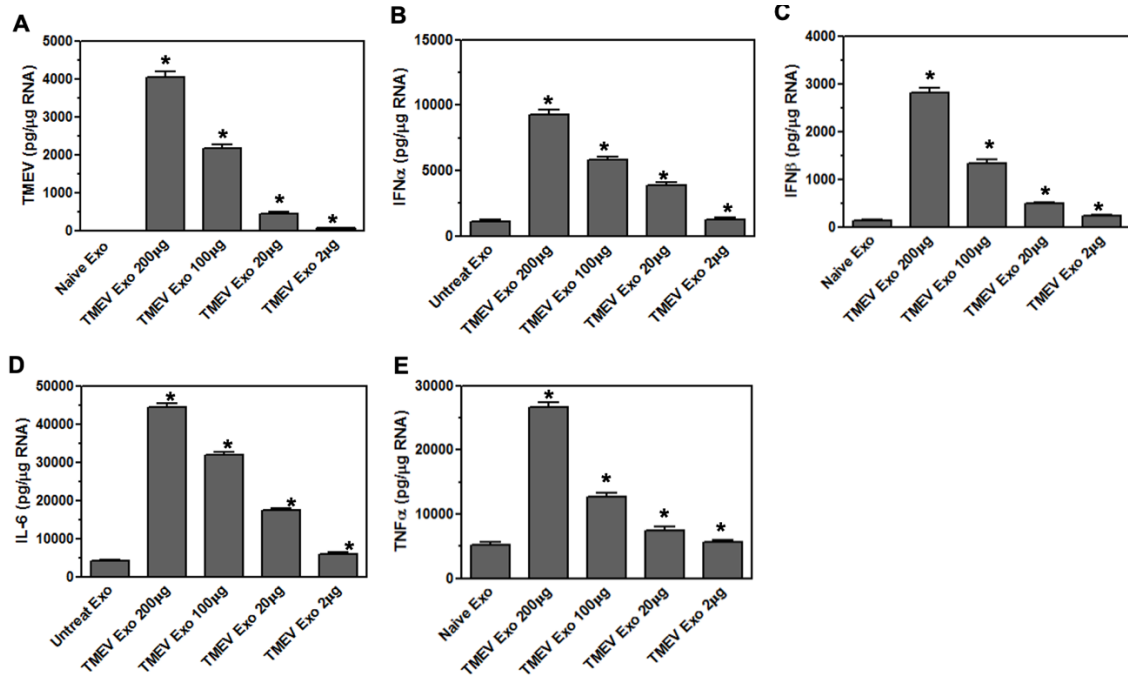 A
TMEV (pg/µg RNA)
5000
4000
3000
2000
1000
0
*
*
*
*
Naive Exo
TMEV Exo 200µg
TMEV Exo 100µg
TMEV Exo 20µg
TMEV Exo 2µg
B
IFNα (pg/µg RNA)
15000
10000
5000
0
*
*
*
*
Untreat Exo
TMEV Exo 200µg
TMEV Exo 100µg
TMEV Exo 20µg
TMEV Exo 2µg
C
IFNβ (pg/µg RNA)
4000
3000
2000
1000
0
*
*
*
*
Naive Exo
TMEV Exo 200µg
TMEV Exo 100µg
TMEV Exo 20µg
TMEV Exo 2µg
D
IL-6 (pg/µg RNA)
50000
40000
30000
20000
10000
0
*
*
*
*
Untreat Exo
TMEV Exo 200µg
TMEV Exo 100µg
TMEV Exo 20µg
TMEV Exo 2µg
E
TNFα (pg/µg RNA)
30000
20000
10000
0
*
*
*
*
Naive Exo
TMEV Exo 200µg
TMEV Exo 100µg
TMEV Exo 20µg
TMEV Exo 2µg